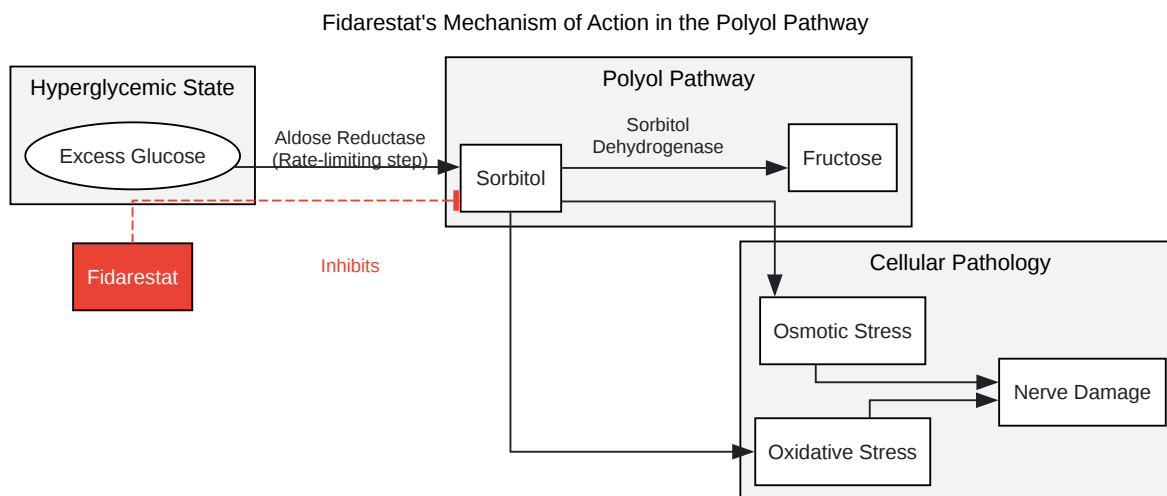 Fidarestat's Mechanism of Action in the Polyol Pathway
Hyperglycemic State
Excess Glucose
Aldose Reductase
(Rate-limiting step)
Polyol Pathway
Sorbitol
Sorbitol
Dehydrogenase
Fructose
Fidarestat
Inhibits
Cellular Pathology
Osmotic Stress
Nerve Damage
Oxidative Stress